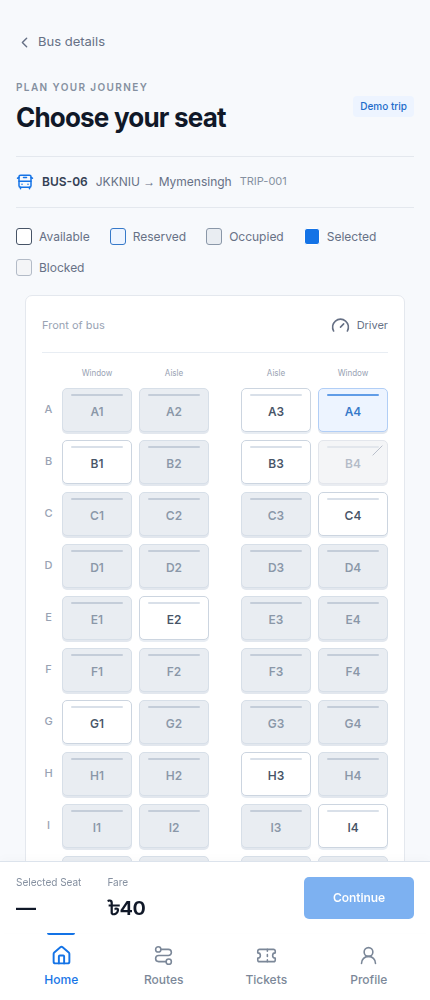 Bus details
PLAN YOUR JOURNEY
Choose your seat
Demo trip
BUS-06 JKKNIU → Mymensingh TRIP-001
Available Reserved Occupied Selected
Blocked
Front of bus Driver
Window Aisle Aisle Window
A A1 A2 A3 A4
B B1 B2 B3 B4
C C1 C2 C3 C4
D D1 D2 D3 D4
E E1 E2 E3 E4
F F1 F2 F3 F4
G G1 G2 G3 G4
H H1 H2 H3 H4
I I1 I2 I3 I4
Selected Seat Fare
— ৳40
Continue
Home Routes Tickets Profile